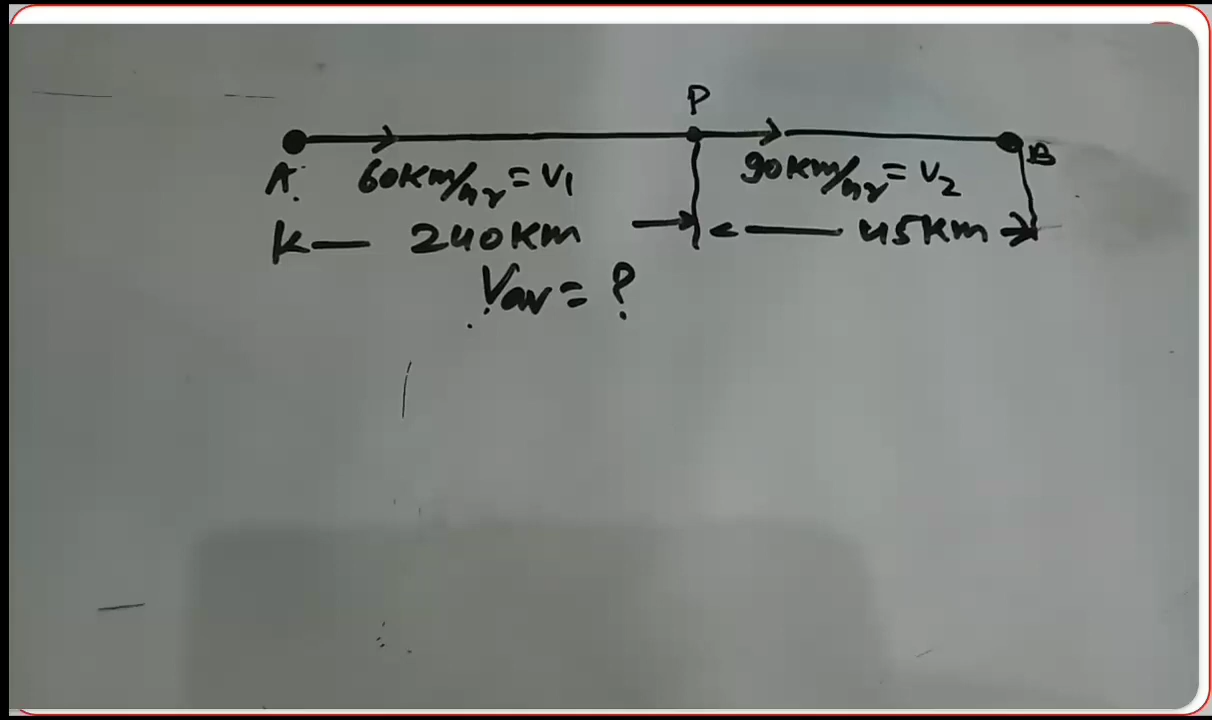 P
A. 60km/hr = V1 90km/hr = V2 B
240km 45km
Vav = ?